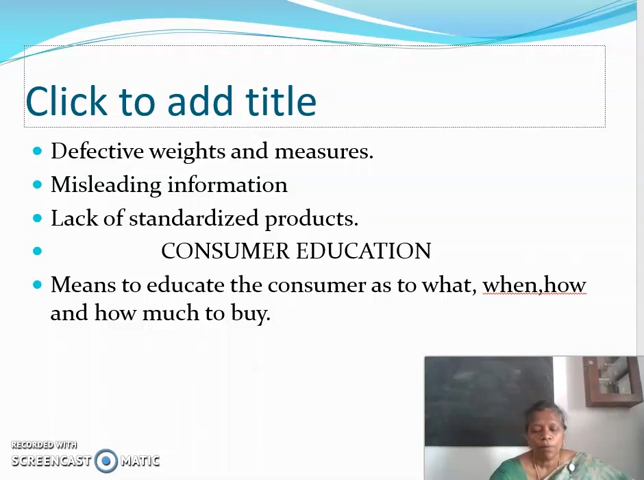 Click to add title
Defective weights and measures.
Misleading information
Lack of standardized products.
CONSUMER EDUCATION
Means to educate the consumer as to what, when,how
and how much to buy.
RECORDED WITH
SCREENCAST MATIC